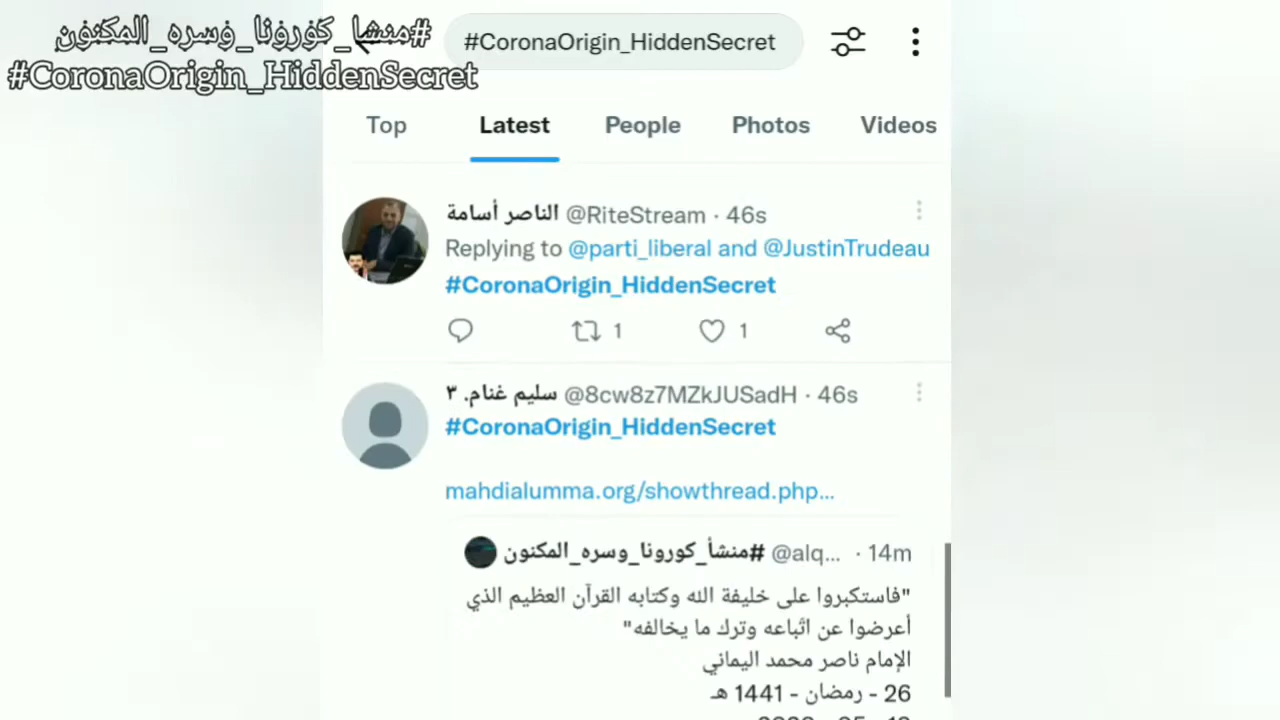 #منشا_كورونا_وسره_المكنون
#CoronaOrigin_HiddenSecret
#CoronaOrigin_HiddenSecret
Top Latest People Photos Videos
الناصر أسامة @RiteStream · 46s
Replying to @parti_liberal and @JustinTrudeau
#CoronaOrigin_HiddenSecret
1 1
سليم غنام. ٣ @8cw8z7MZkJUSadH · 46s
#CoronaOrigin_HiddenSecret
mahdialumma.org/showthread.php...
#منشأ_كورونا_وسره_المكنون @alq... · 14m
"فاستكبروا على خليفة الله وكتابه القرآن العظيم الذي
أعرضوا عن اتّباعه وترك ما يخالفه"
الإمام ناصر محمد اليماني
26 - رمضان - 1441 هـ